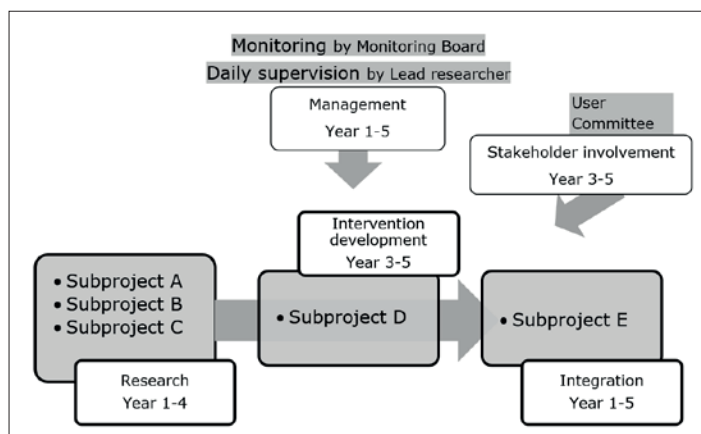 Monitoring by Monitoring Board
Daily supervision by Lead researcher
Management
Year 1-5
User
Committee
Stakeholder involvement
Year 3-5
Intervention
development
Year 3-5
• Subproject A
• Subproject B
• Subproject C
• Subproject D
• Subproject E
Research
Year 1-4
Integration
Year 1-5